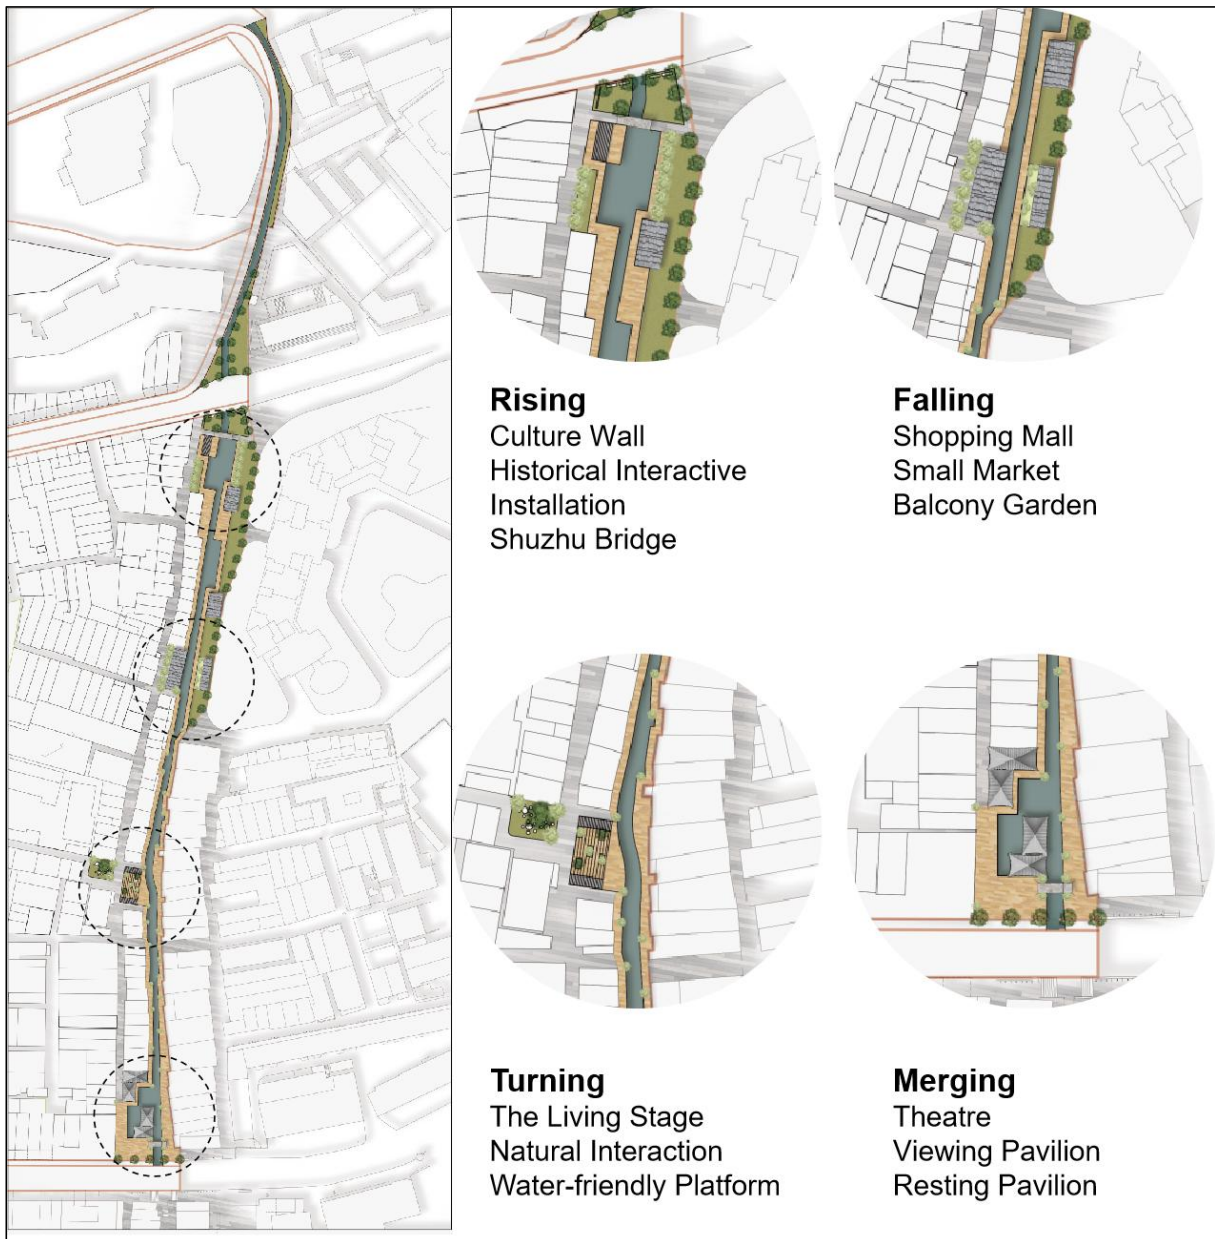 Rising
Culture Wall
Historical Interactive
Installation
Shuzhu Bridge
Falling
Shopping Mall
Small Market
Balcony Garden
Turning
The Living Stage
Natural Interaction
Water-friendly Platform
Merging
Theatre
Viewing Pavilion
Resting Pavilion